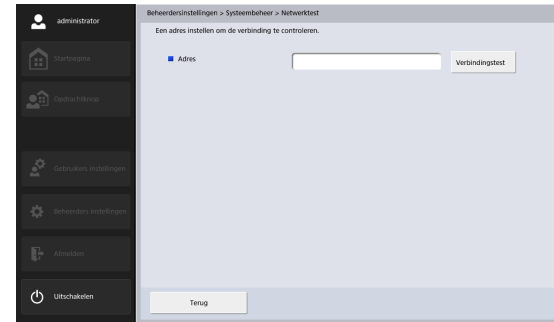 administrator
Startpagina
Opdrachtknop
Gebruikers instellingen
Beheerders instellingen
Afmelden
Uitschakelen
Beheerdersinstellingen > Systeembeheer > Netwerktest
Een adres instellen om de verbinding te controleren.
Adres
Verbindingstest
Terug